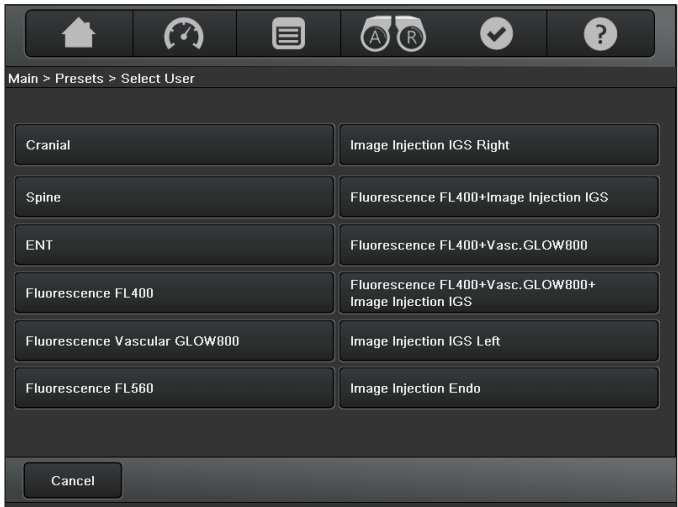 A R ?
Main > Presets > Select User
Cranial
Image Injection IGS Right
Spine
Fluorescence FL400+Image Injection IGS
ENT
Fluorescence FL400+Vasc.GLOW800
Fluorescence FL400
Fluorescence FL400+Vasc.GLOW800+
Image Injection IGS
Fluorescence Vascular GLOW800
Image Injection IGS Left
Fluorescence FL560
Image Injection Endo
Cancel